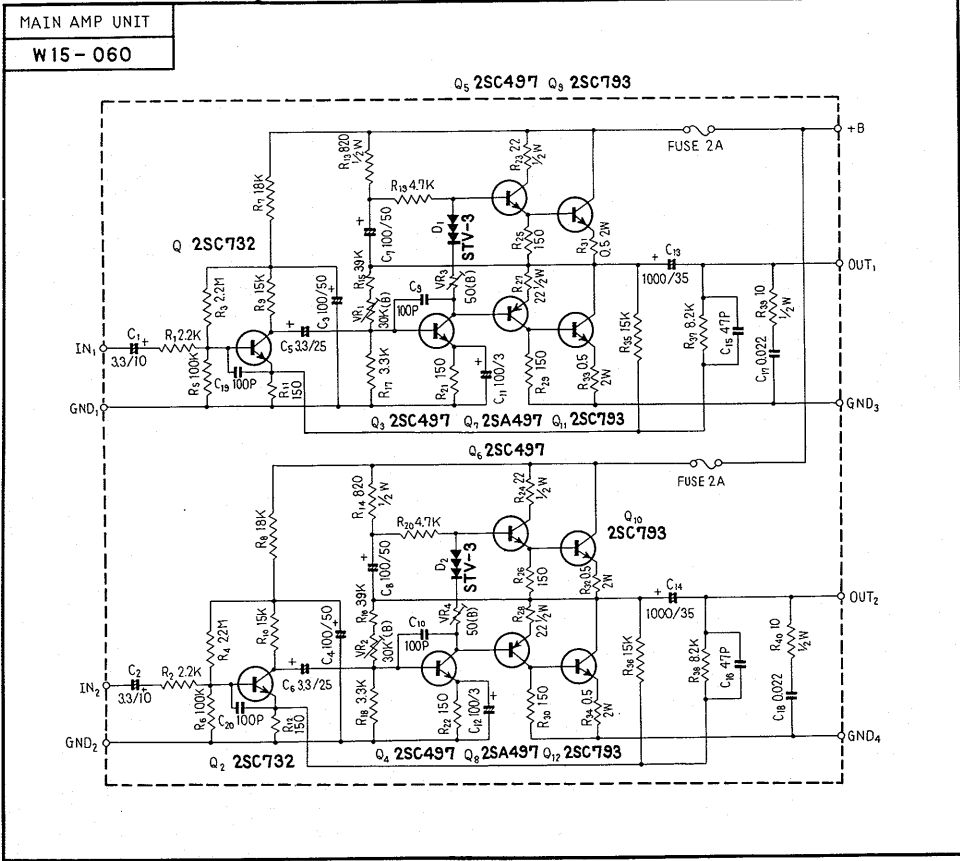 MAIN AMP UNIT
W15-060
Q5 2SC497 Q9 2SC793
+B
FUSE 2A
R13 820
1/2W
R23 22
1/2W
R7 18K
R19 4.7K
D1
STV-3
C7 100/50
R25
150
R31
0.5 2W
Q 2SC732
C13
1000/35
OUT1
R3 2.2M
R9 15K
C3 100/50
R15 39K
VR1
30K(B)
C9
100P
VR3
50(B)
R27
22 1/2W
R35 15K
R37 8.2K
C15 47P
R39 10
1/2W
C17 0.022
IN1
C1
3.3/10
R1 2.2K
C5 3.3/25
R5 100K
C19 100P
R11
150
R17 3.3K
R21 150
C11 100/3
R29 150
R33 0.5
2W
GND1
GND3
Q3 2SC497 Q7 2SA497 Q11 2SC793
Q6 2SC497
FUSE 2A
R14 820
1/2W
R24 22
1/2W
R8 18K
R20 4.7K
D2
STV-3
Q10
2SC793
C8 100/50
R26
150
R32 0.5
2W
C14
1000/35
OUT2
R4 22M
R10 15K
C4 100/50
R16 39K
VR2
30K(B)
C10
100P
VR4
50(B)
R28
22 1/2W
R36 15K
R38 8.2K
C16 47P
R40 10
1/2W
C18 0.022
IN2
C2
3.3/10
R2 2.2K
C6 3.3/25
R6 100K
C20 100P
R12
150
R18 3.3K
R22 150
C12 100/3
R30 150
R34 0.5
2W
GND2
GND4
Q2 2SC732
Q4 2SC497 Q8 2SA497 Q12 2SC793